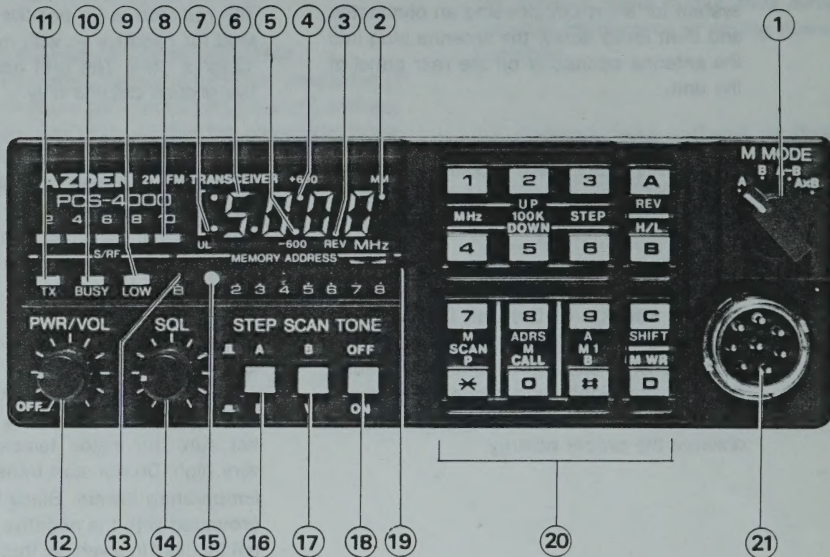 11 10 9 8 7 6 5 4 3 2 1
AZDEN 2M FM TRANSCEIVER +600 MM
PCS-4000
2 4 6 8 10
5.000
UL -600 REV MHz
S/RF MEMORY ADDRESS
TX BUSY LOW B 2 3 4 5 6 7 8
PWR/VOL SQL STEP SCAN TONE
A B OFF
OFF ON
1 2 3 A
MHz UP 100K DOWN STEP REV H/L
4 5 6 B
7 8 9 C
M SCAN P ADRS M CALL A M1 B SHIFT M WR
* 0 # D
M MODE
A B A-B AxB
12 13 14 15 16 17 18 19 20 21